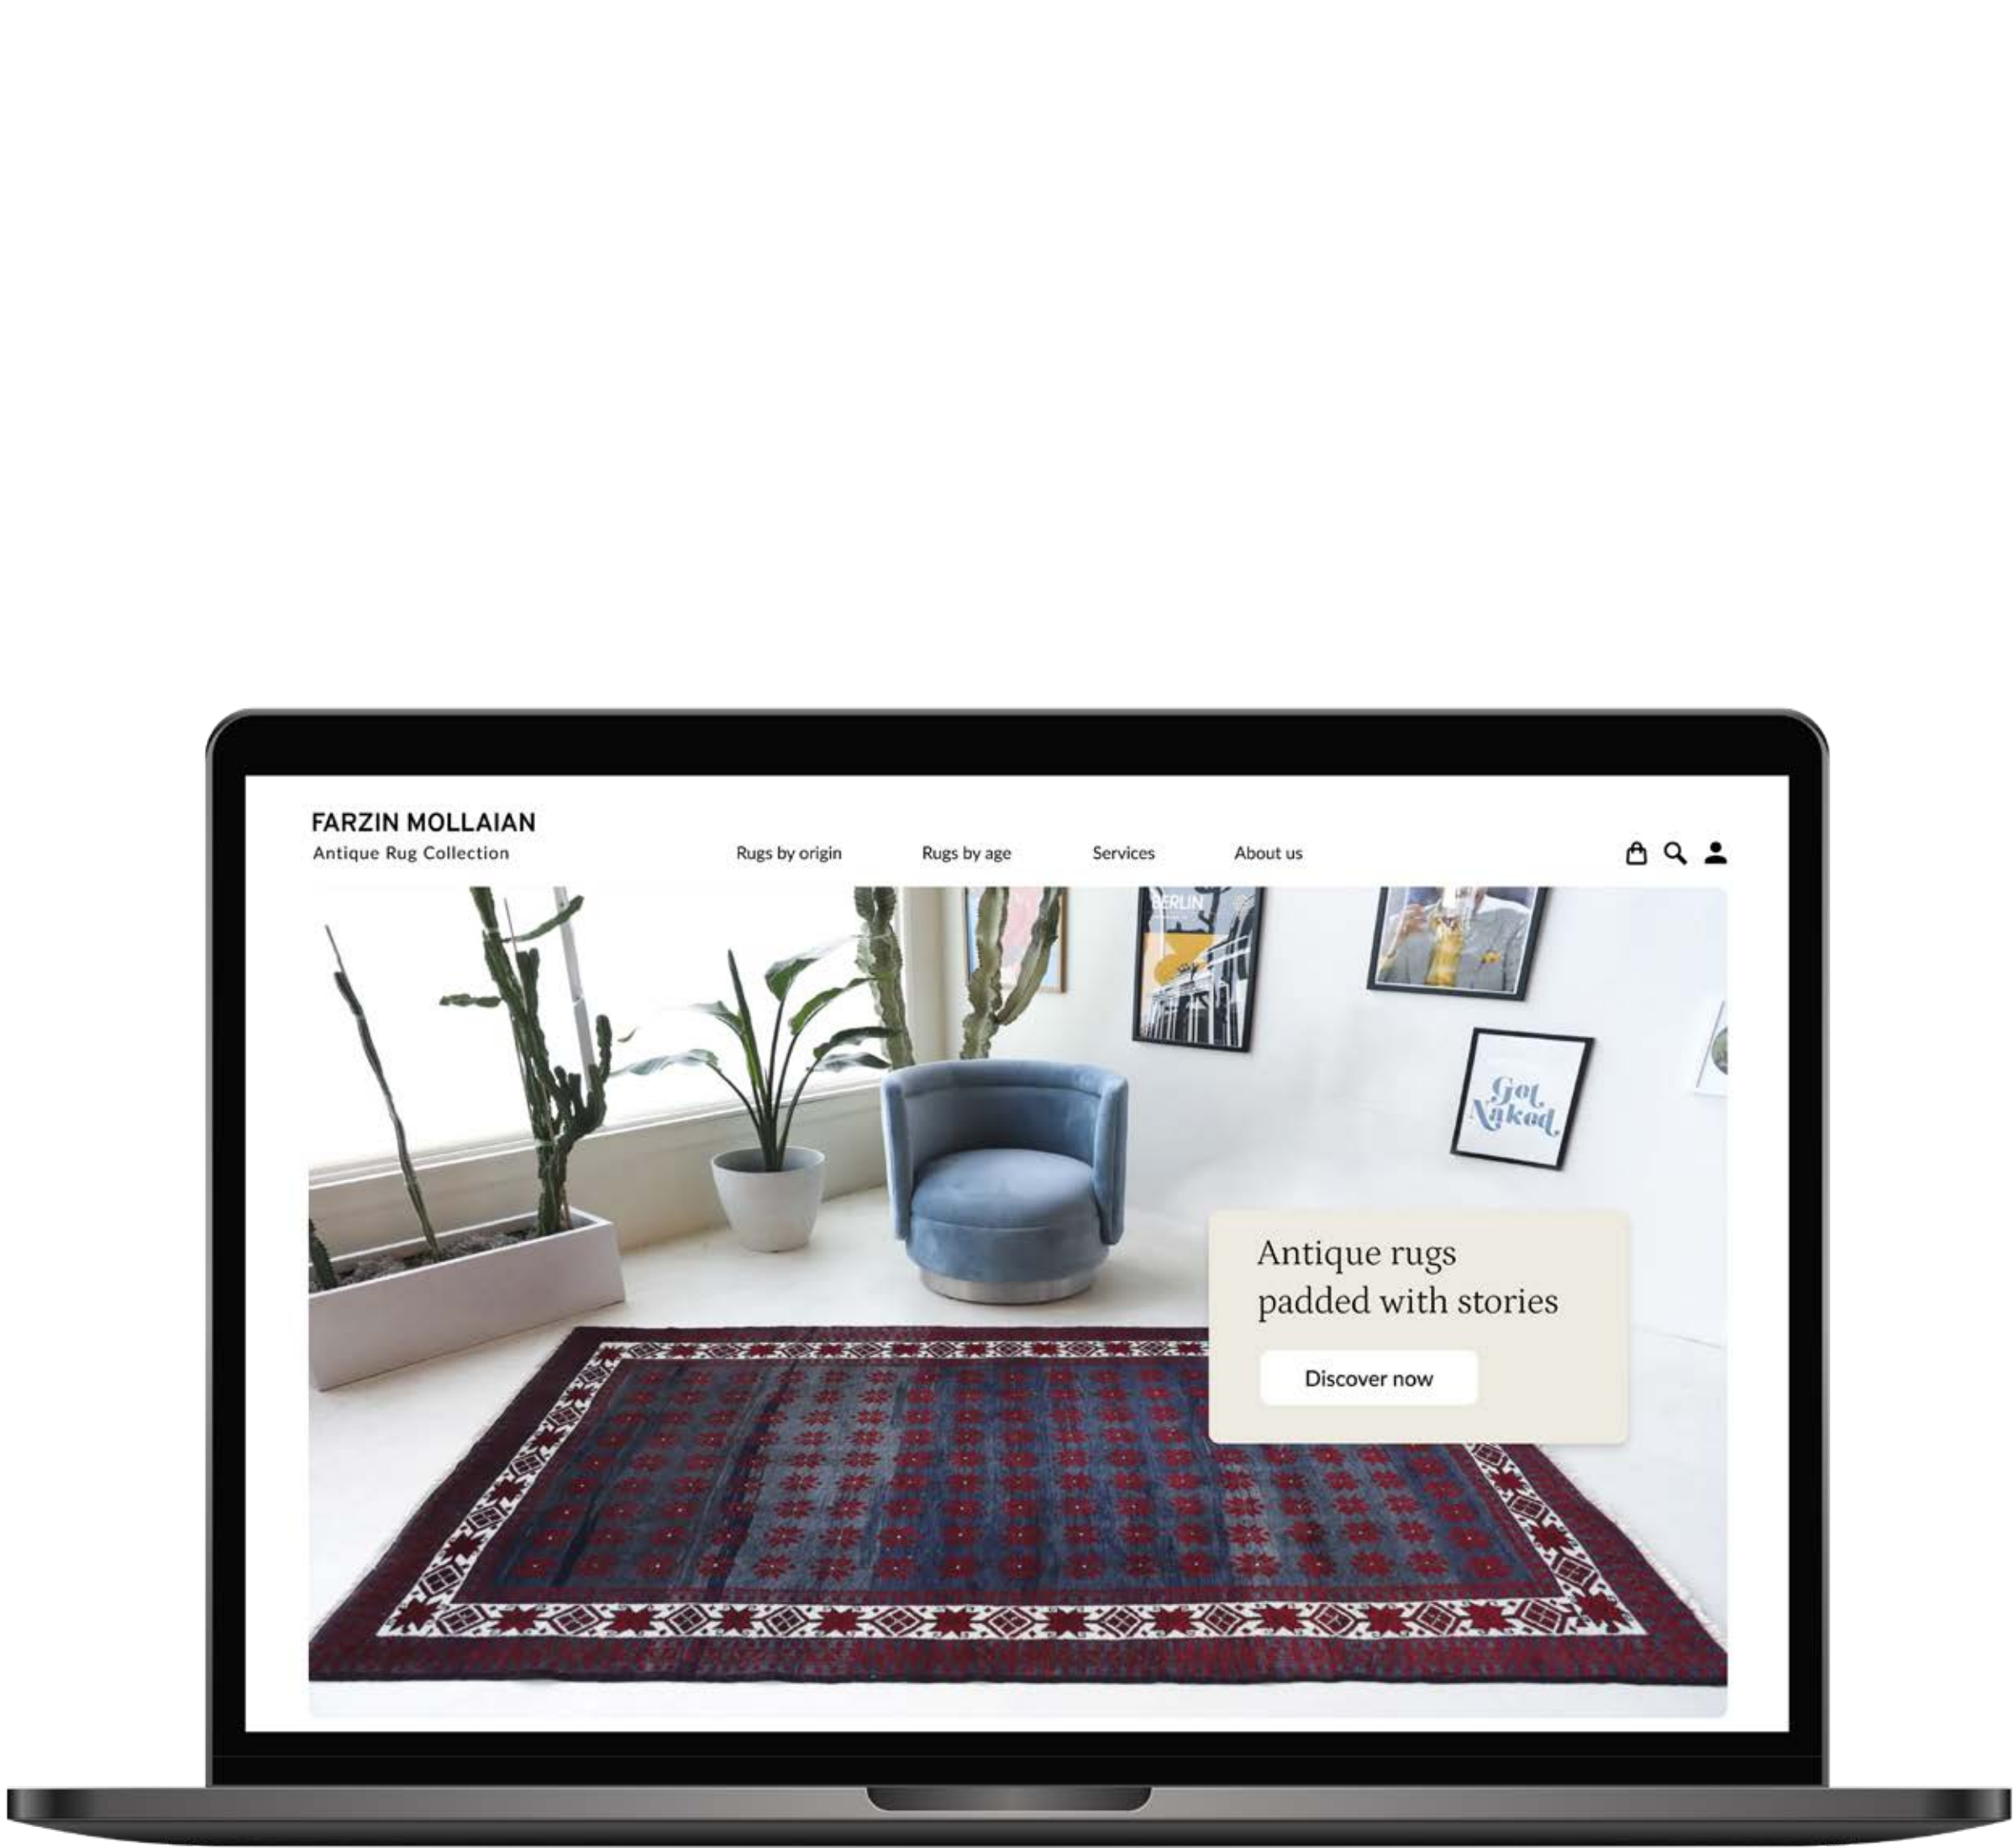 FARZIN MOLLAIAN
Antique Rug Collection
Rugs by origin
Rugs by age
Services
About us
BERLIN
Get
Naked
Antique rugs
padded with stories
Discover now